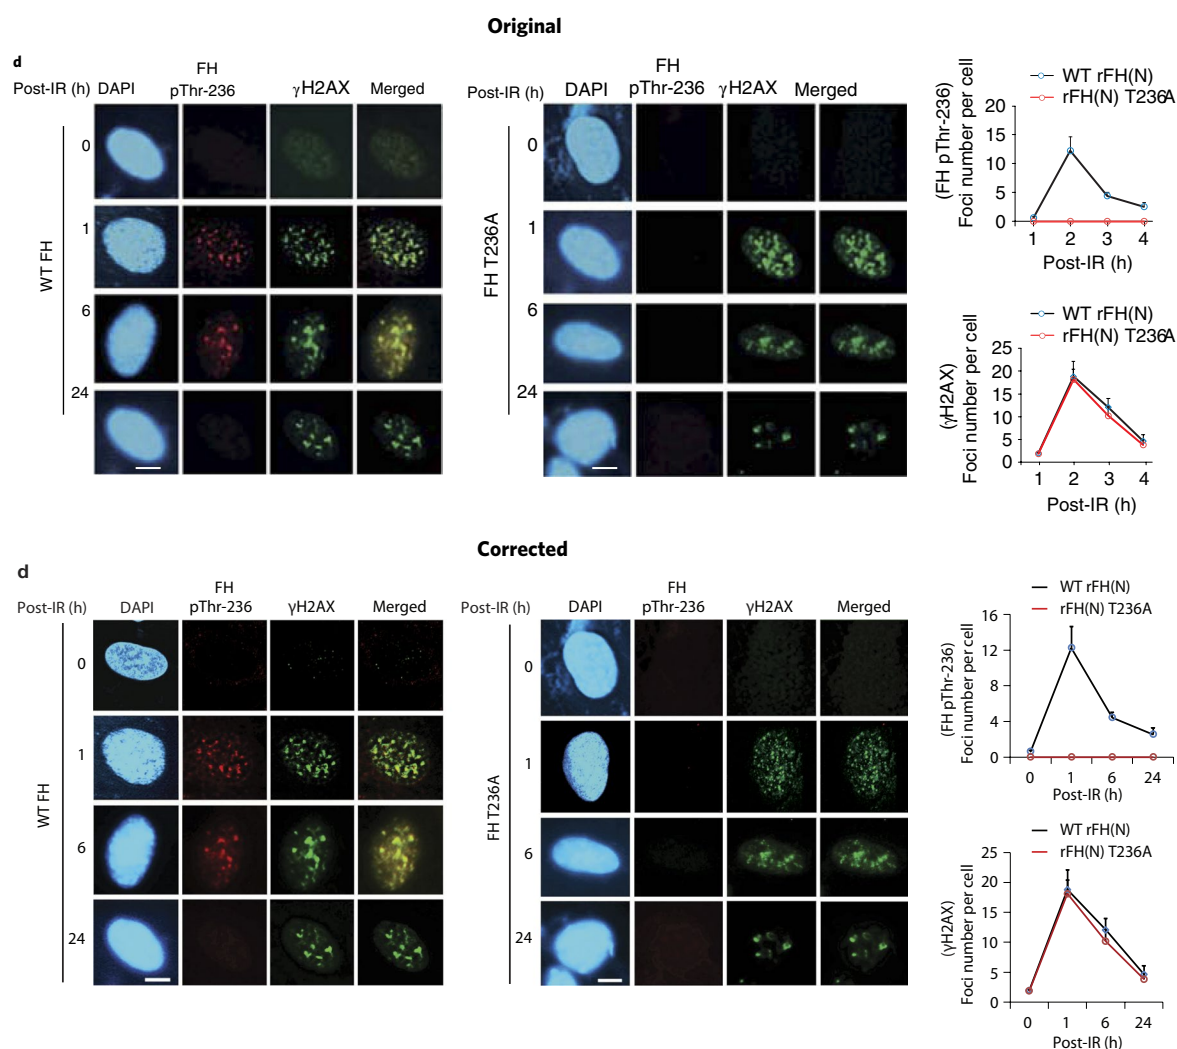 Original
d
Post-IR (h) DAPI FH pThr-236 γH2AX Merged
WT FH
0
1
6
24
Post-IR (h) DAPI FH pThr-236 γH2AX Merged
FH T236A
0
1
6
24
WT rFH(N)
rFH(N) T236A
(FH pThr-236)
Foci number per cell
20
15
10
5
0
1 2 3 4
Post-IR (h)
WT rFH(N)
rFH(N) T236A
(γH2AX)
Foci number per cell
25
20
15
10
5
0
1 2 3 4
Post-IR (h)
Corrected
d
Post-IR (h) DAPI FH pThr-236 γH2AX Merged
WT FH
0
1
6
24
Post-IR (h) DAPI FH pThr-236 γH2AX Merged
FH T236A
0
1
6
24
WT rFH(N)
rFH(N) T236A
(FH pThr-236)
Foci number per cell
16
12
8
4
0
0 1 6 24
Post-IR (h)
WT rFH(N)
rFH(N) T236A
(γH2AX)
Foci number per cell
25
20
15
10
5
0
0 1 6 24
Post-IR (h)